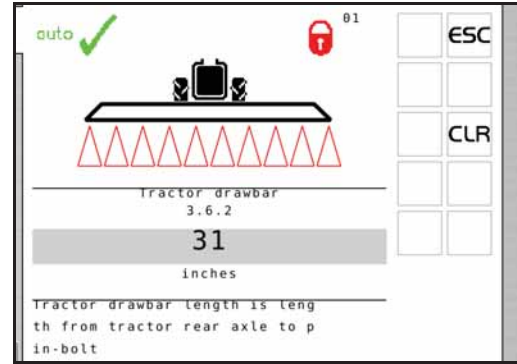 auto
01
ESC
CLR
Tractor drawbar
3.6.2
31
inches
Tractor drawbar length is leng
th from tractor rear axle to p
in-bolt